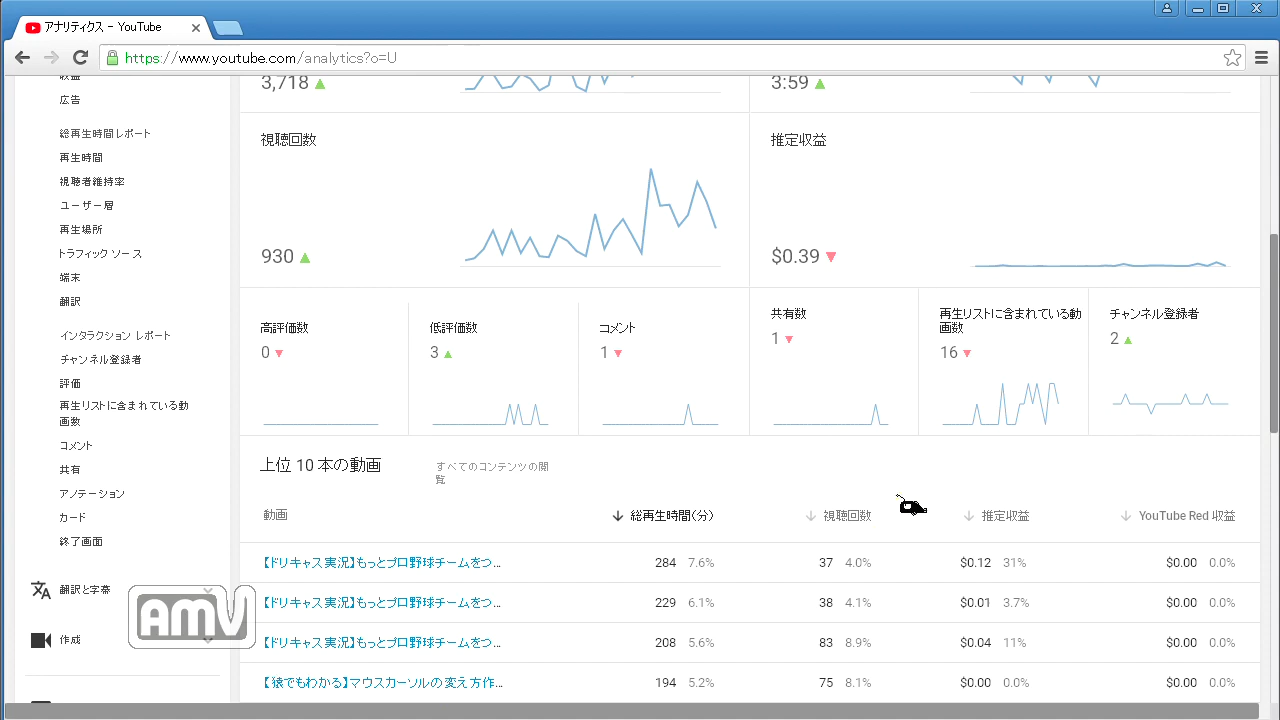 アナリティクス - YouTube
https://www.youtube.com/analytics?o=U
収益
広告
総再生時間レポート
再生時間
視聴者維持率
ユーザー層
再生場所
トラフィック ソース
端末
翻訳
インタラクション レポート
チャンネル登録者
評価
再生リストに含まれている動
画数
コメント
共有
アノテーション
カード
終了画面
翻訳と字幕
作成
3,718
3:59
視聴回数
930
推定収益
$0.39
高評価数
0
低評価数
3
コメント
1
共有数
1
再生リストに含まれている動
画数
16
チャンネル登録者
2
上位 10 本の動画
すべてのコンテンツの閲
覧
動画 総再生時間(分) 視聴回数 推定収益 YouTube Red 収益
【ドリキャス実況】もっとプロ野球チームをつ... 284 7.6% 37 4.0% $0.12 31% $0.00 0.0%
【ドリキャス実況】もっとプロ野球チームをつ... 229 6.1% 38 4.1% $0.01 3.7% $0.00 0.0%
【ドリキャス実況】もっとプロ野球チームをつ... 208 5.6% 83 8.9% $0.04 11% $0.00 0.0%
【猿でもわかる】マウスカーソルの変え方作... 194 5.2% 75 8.1% $0.00 0.0% $0.00 0.0%
AMV